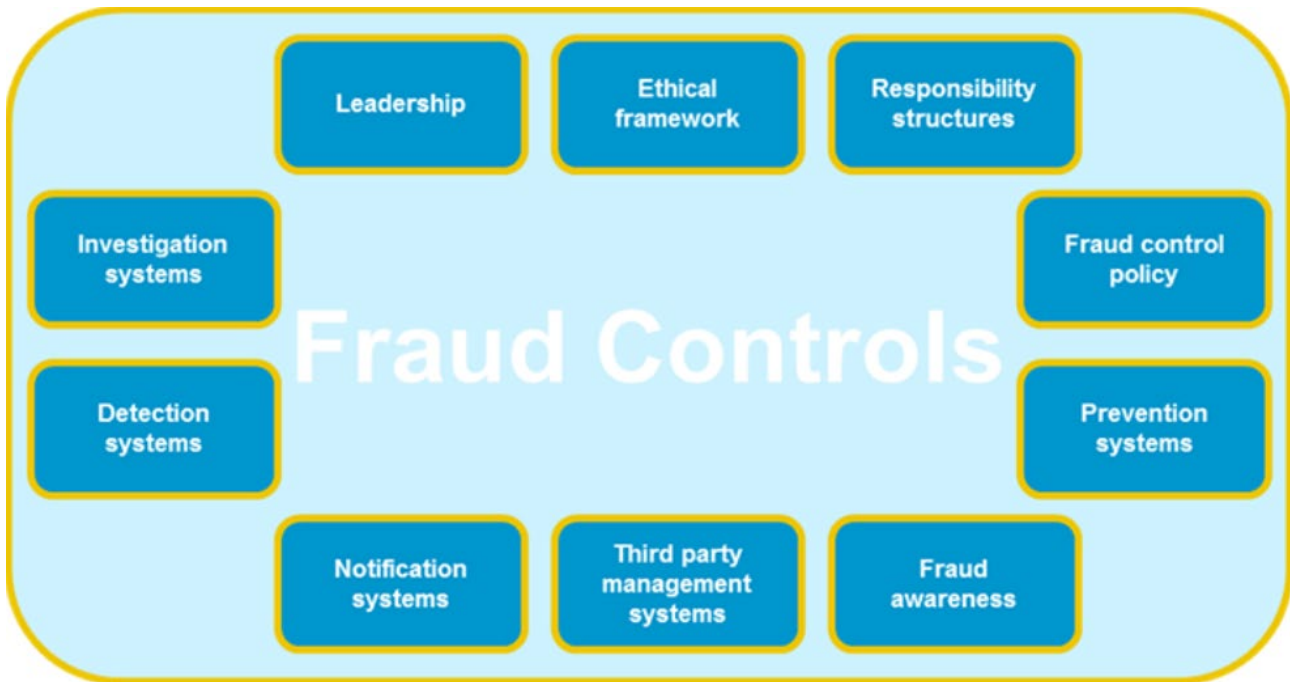 Leadership
Ethical
framework
Responsibility
structures
Investigation
systems
Fraud control
policy
Fraud Controls
Detection
systems
Prevention
systems
Notification
systems
Third party
management
systems
Fraud
awareness